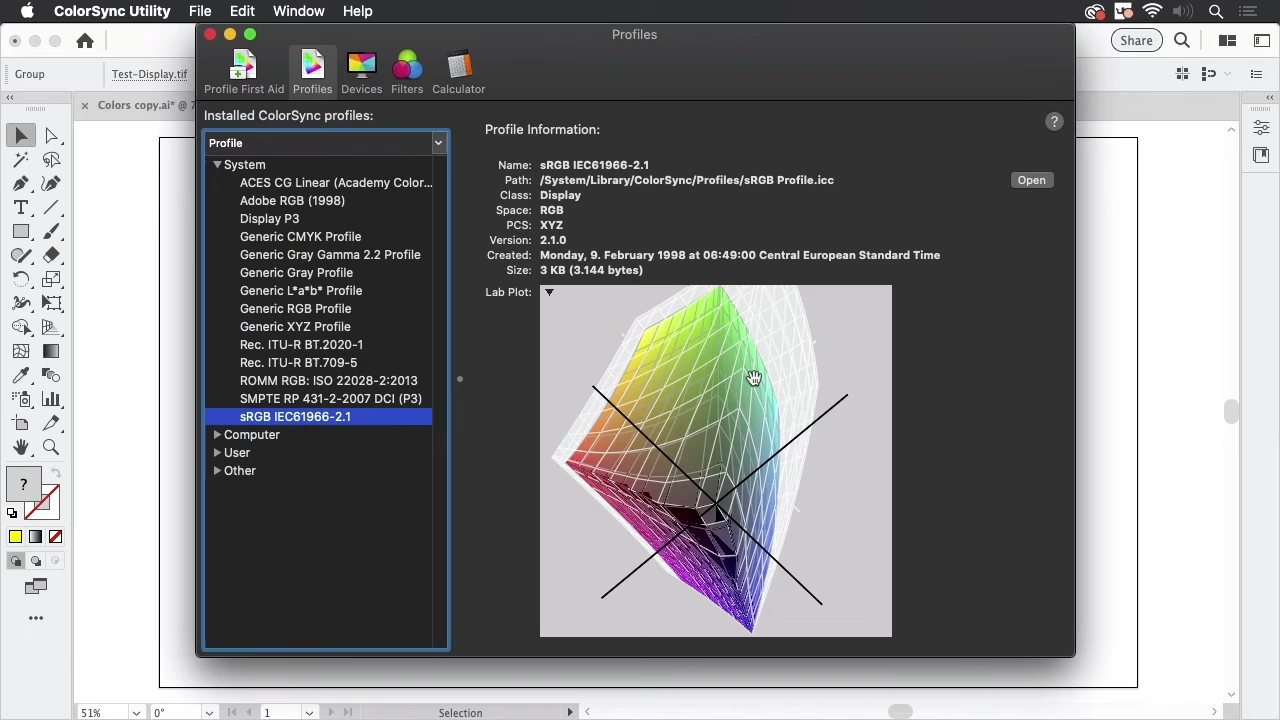 ColorSync Utility File Edit Window Help
Profiles
Share
Group
Test-Display.tif
Profile First Aid Profiles Devices Filters Calculator
Colors copy.ai* @ 7
Installed ColorSync profiles:
Profile
System
ACES CG Linear (Academy Color...
Adobe RGB (1998)
Display P3
Generic CMYK Profile
Generic Gray Gamma 2.2 Profile
Generic Gray Profile
Generic L*a*b* Profile
Generic RGB Profile
Generic XYZ Profile
Rec. ITU-R BT.2020-1
Rec. ITU-R BT.709-5
ROMM RGB: ISO 22028-2:2013
SMPTE RP 431-2-2007 DCI (P3)
sRGB IEC61966-2.1
Computer
User
Other
Profile Information:
?
Name: sRGB IEC61966-2.1
Path: /System/Library/ColorSync/Profiles/sRGB Profile.icc
Open
Class: Display
Space: RGB
PCS: XYZ
Version: 2.1.0
Created: Monday, 9. February 1998 at 06:49:00 Central European Standard Time
Size: 3 KB (3.144 bytes)
Lab Plot:
?
51% 0° 1 Selection